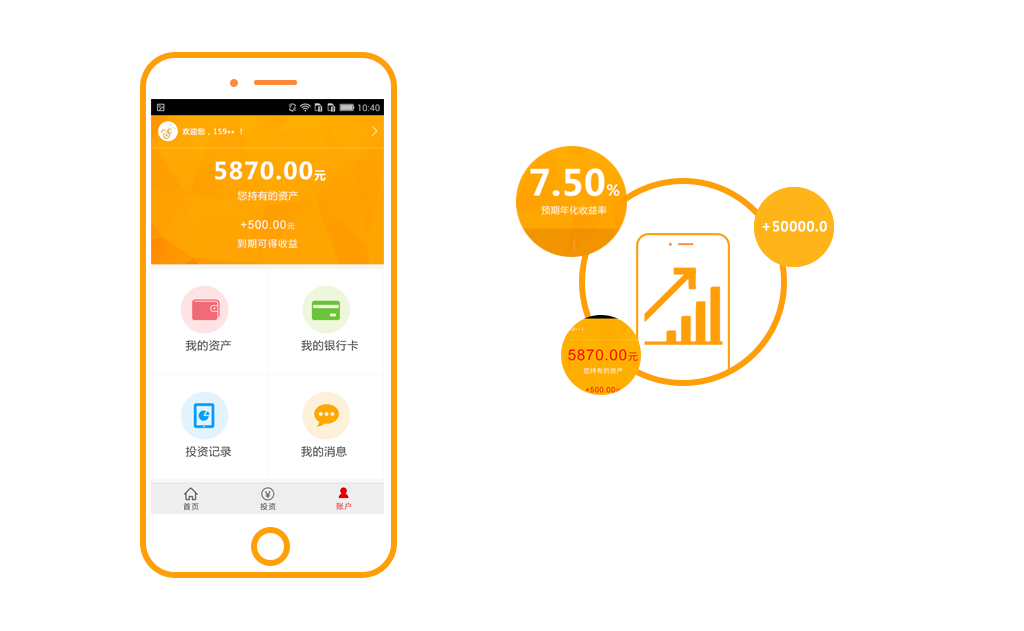 10:40
欢迎您，159** ！
5870.00元
您持有的资产
+500.00元
到期可得收益
我的资产
我的银行卡
投资记录
我的消息
首页
投资
账户
7.50%
预期年化收益率
+50000.0
5870.00元
您持有的资产
+500.00